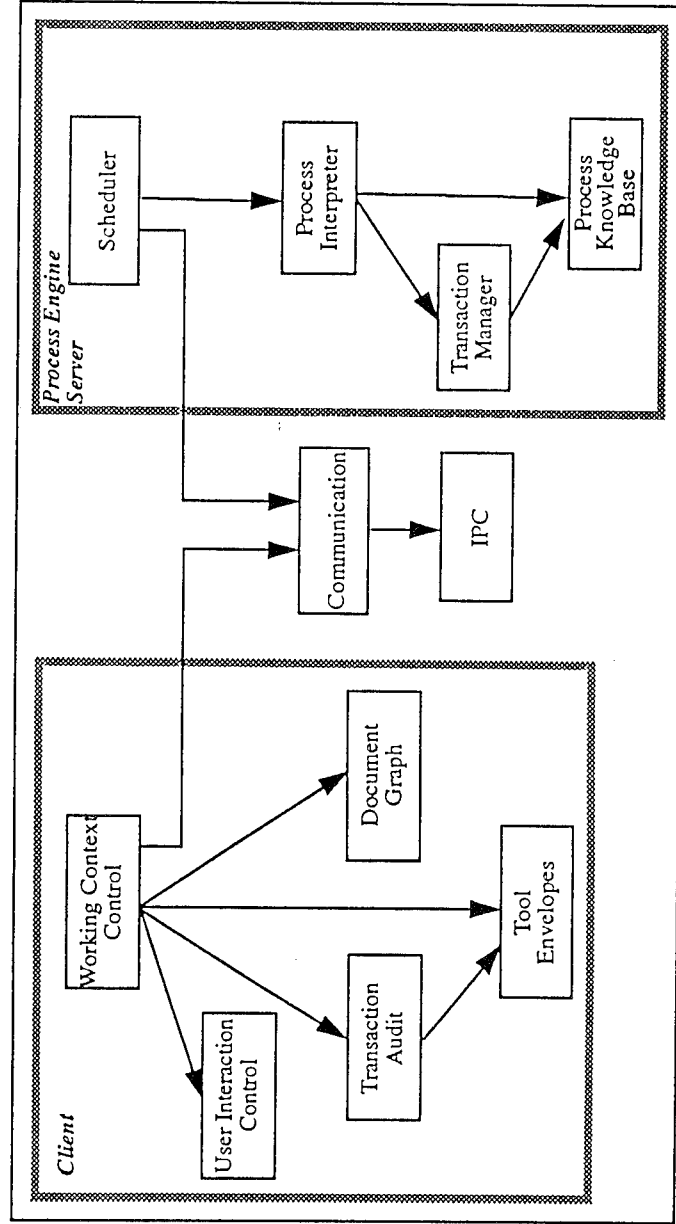 Client
Working Context
Control
User Interaction
Control
Transaction
Audit
Document
Graph
Tool
Envelopes
Communication
IPC
Process Engine
Server
Scheduler
Process
Interpreter
Transaction
Manager
Process
Knowledge
Base